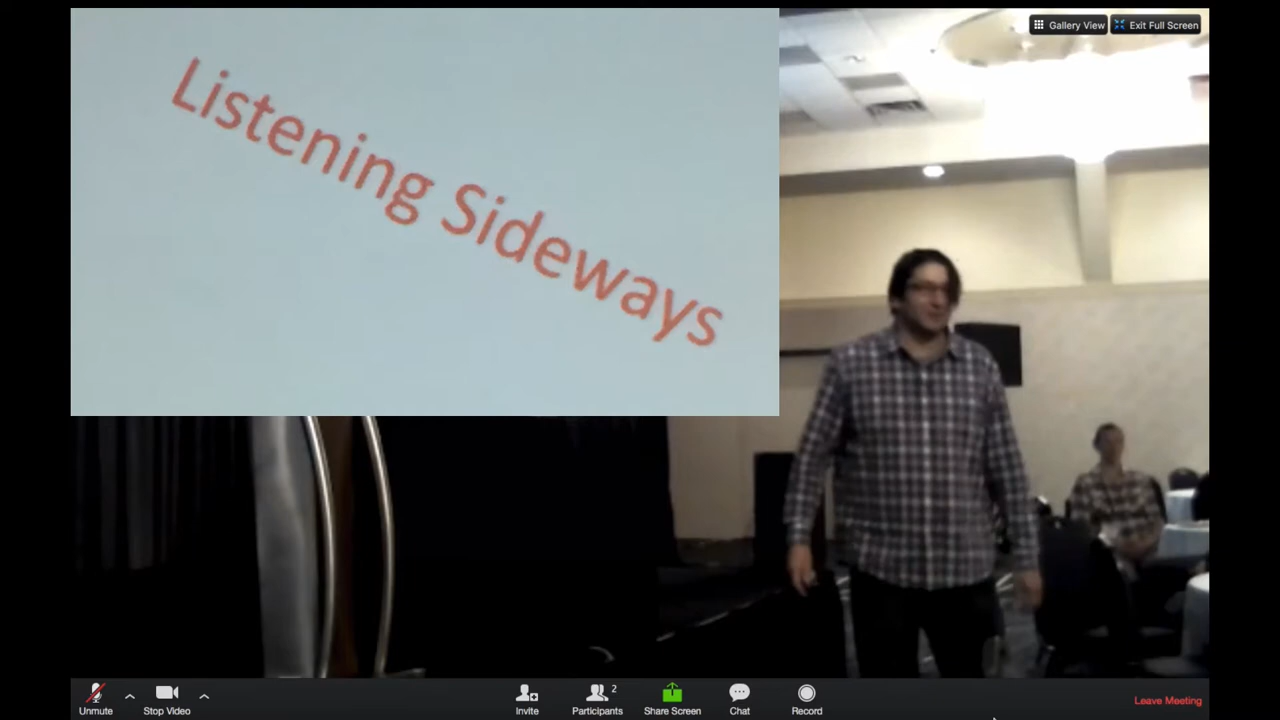 Listening Sideways
Gallery View
Exit Full Screen
Unmute
Stop Video
Invite
2
Participants
Share Screen
Chat
Record
Leave Meeting